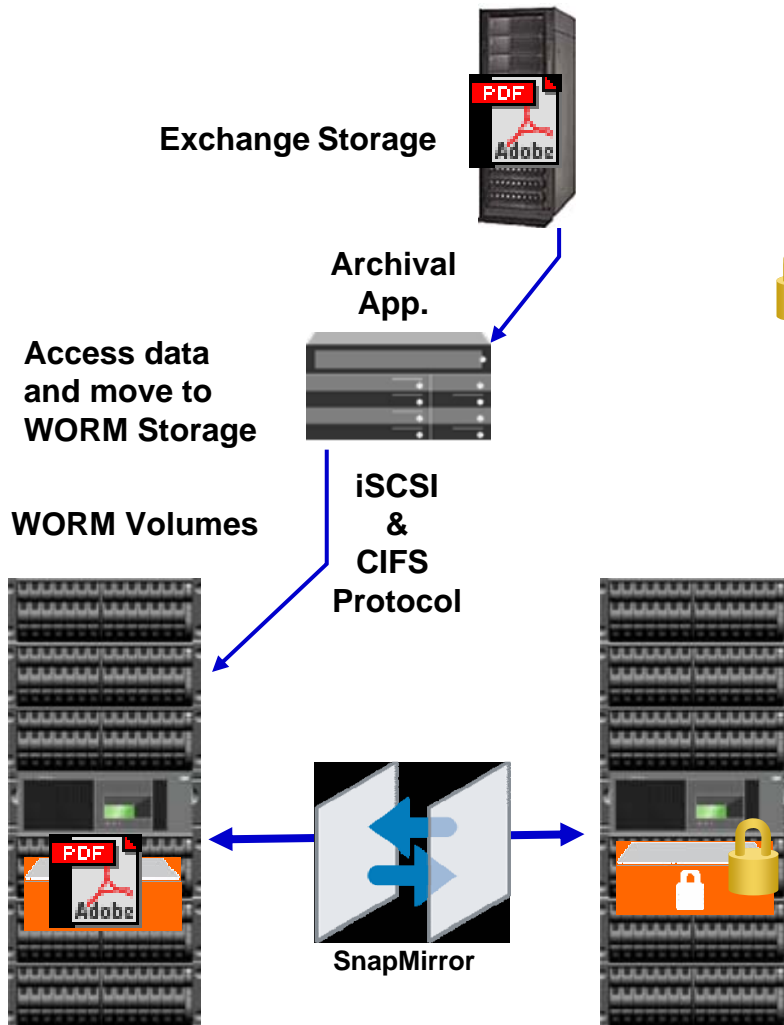 PDF
Adobe
Exchange Storage
Archival
App.
Access data
and move to
WORM Storage
iSCSI
&
CIFS
Protocol
WORM Volumes
PDF
Adobe
SnapMirror